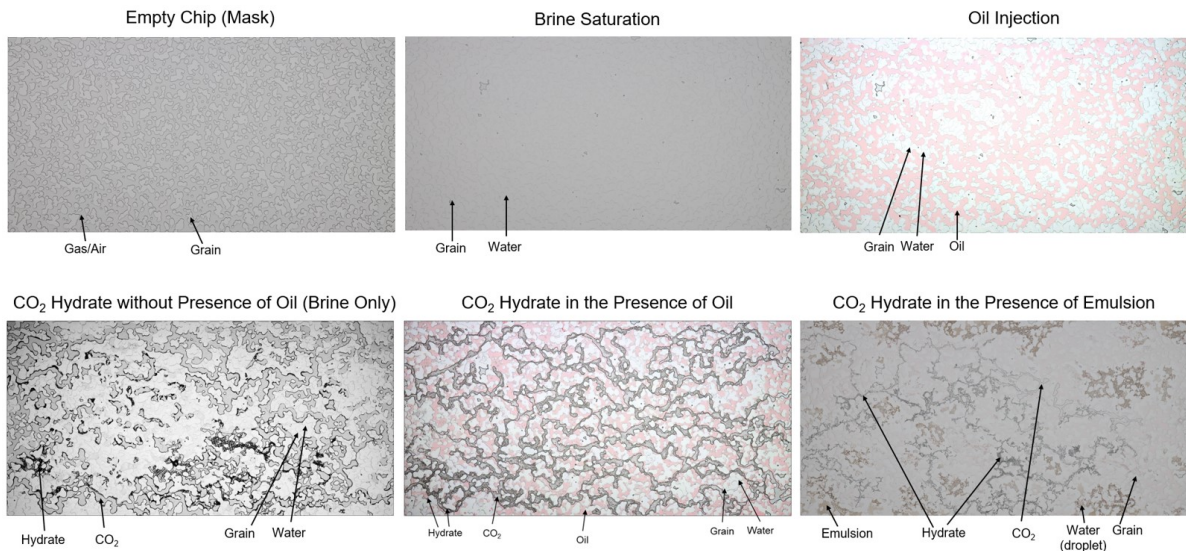 Empty Chip (Mask)
Brine Saturation
Oil Injection
Gas/Air
Grain
Grain
Water
Grain
Water
Oil
CO₂ Hydrate without Presence of Oil (Brine Only)
CO₂ Hydrate in the Presence of Oil
CO₂ Hydrate in the Presence of Emulsion
Hydrate
CO₂
Grain
Water
Hydrate
CO₂
Oil
Grain
Water
Emulsion
Hydrate
CO₂
Water
(droplet)
Grain